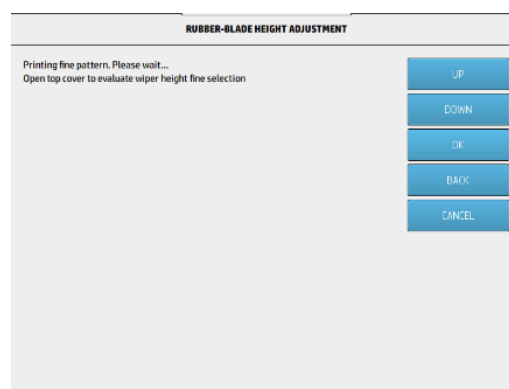 RUBBER-BLADE HEIGHT ADJUSTMENT
Printing fine pattern. Please wait...
Open top cover to evaluate wiper height fine selection
UP
DOWN
OK
BACK
CANCEL